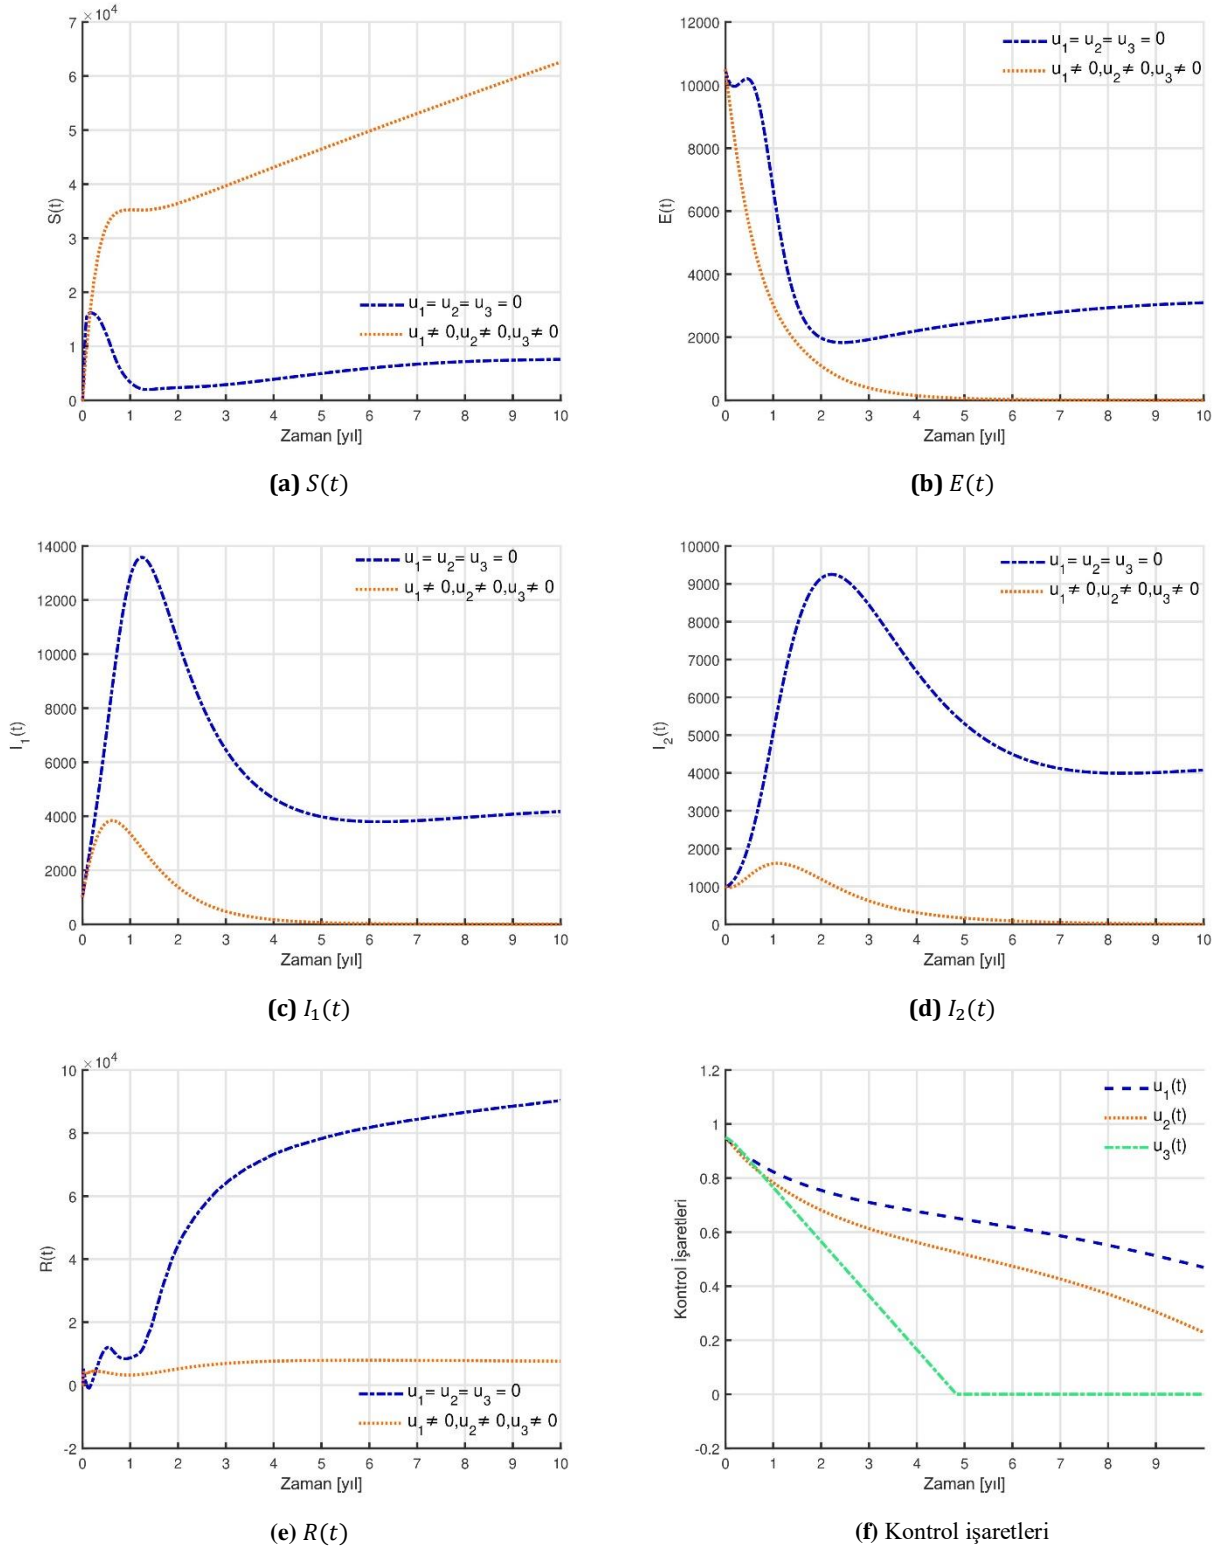 ×10⁴
7
6
5
4
3
2
1
0
S(t)
u₁= u₂= u₃ = 0
u₁ ≠ 0,u₂ ≠ 0,u₃ ≠ 0
0 1 2 3 4 5 6 7 8 9 10
Zaman [yıl]
(a) S(t)
12000
10000
8000
6000
4000
2000
0
E(t)
u₁= u₂= u₃ = 0
u₁ ≠ 0,u₂ ≠ 0,u₃ ≠ 0
0 1 2 3 4 5 6 7 8 9 10
Zaman [yıl]
(b) E(t)
14000
12000
10000
8000
6000
4000
2000
0
I₁(t)
u₁= u₂= u₃ = 0
u₁ ≠ 0,u₂ ≠ 0,u₃ ≠ 0
0 1 2 3 4 5 6 7 8 9 10
Zaman [yıl]
(c) I₁(t)
10000
9000
8000
7000
6000
5000
4000
3000
2000
1000
0
I₂(t)
u₁= u₂= u₃ = 0
u₁ ≠ 0,u₂ ≠ 0,u₃ ≠ 0
0 1 2 3 4 5 6 7 8 9 10
Zaman [yıl]
(d) I₂(t)
×10⁴
10
8
6
4
2
0
-2
R(t)
u₁= u₂= u₃ = 0
u₁ ≠ 0,u₂ ≠ 0,u₃ ≠ 0
0 1 2 3 4 5 6 7 8 9 10
Zaman [yıl]
(e) R(t)
1.2
1
0.8
0.6
0.4
0.2
0
-0.2
Kontrol İşaretleri
u₁(t)
u₂(t)
u₃(t)
0 1 2 3 4 5 6 7 8 9
Zaman [yıl]
(f) Kontrol işaretleri